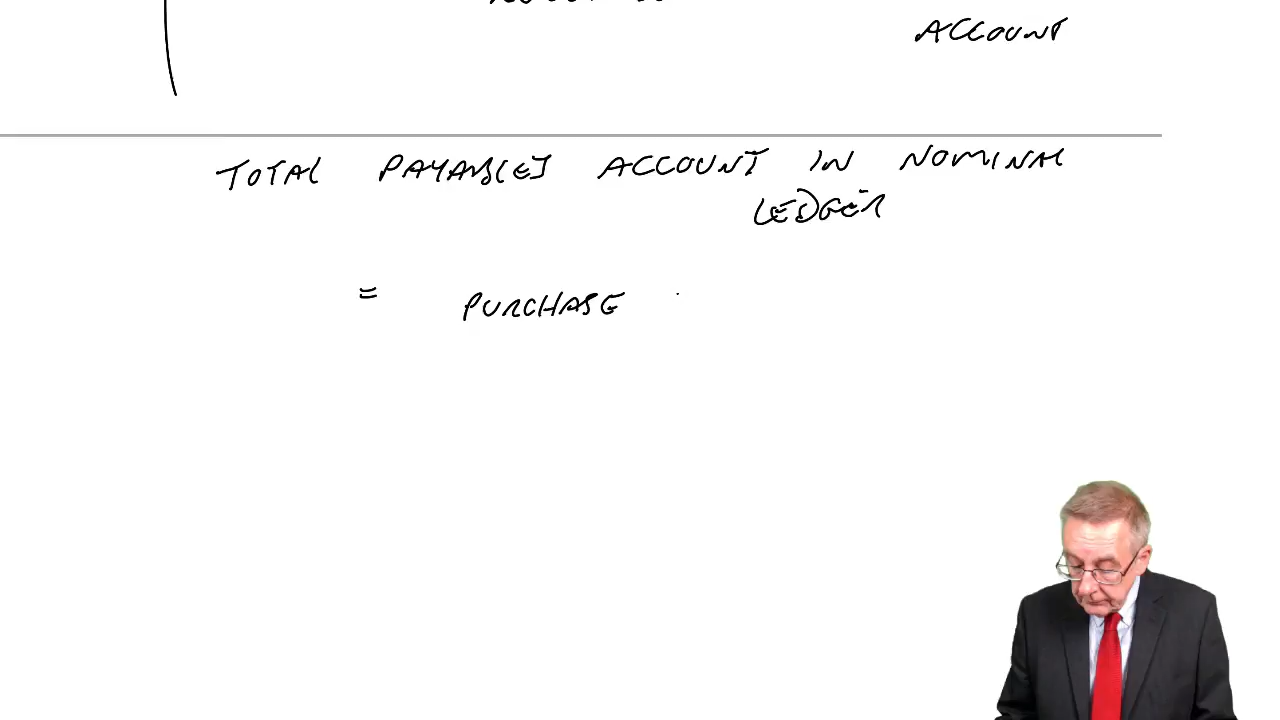 ACCOUNT
TOTAL PAYABLES ACCOUNT IN NOMINAL
LEDGER
= PURCHASE